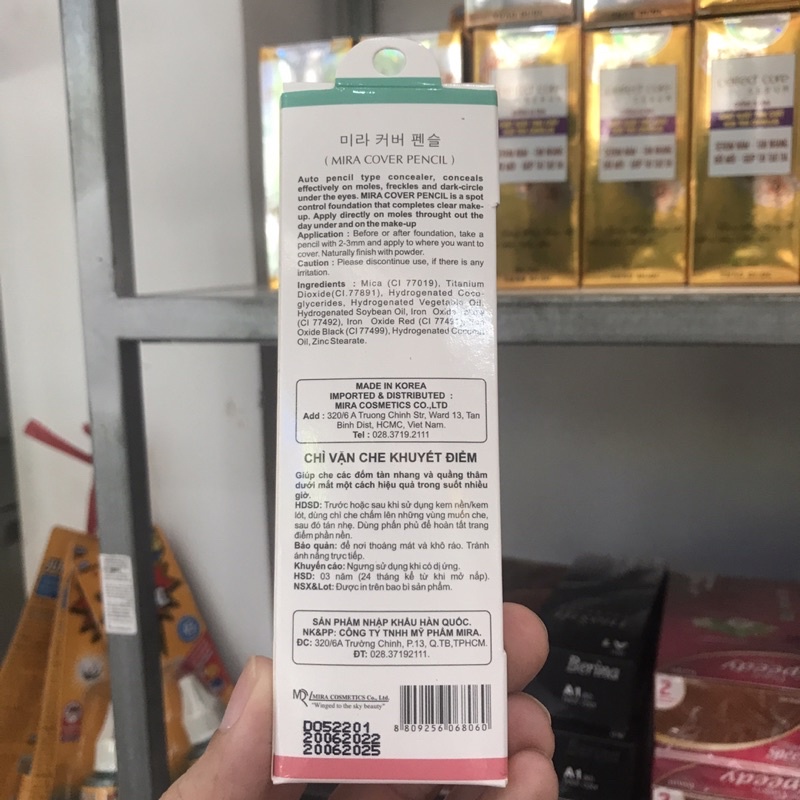 미라 커버 펜슬
( MIRA COVER PENCIL )
Auto pencil type concealer, conceals
effectively on moles, freckles and dark-circle
under the eyes. MIRA COVER PENCIL is a spot
control foundation that completes clear make-
up. Apply directly on moles throught out the
day under and on the make-up
Application : Before or after foundation, take a
pencil with 2-3mm and apply to where you want to
cover. Naturally finish with powder.
Caution : Please discontinue use, if there is any
irritation.
Ingredients : Mica (CI 77019), Titanium
Dioxide(CI.77891), Hydrogenated Coco-
glycerides, Hydrogenated Vegetable Oil,
Hydrogenated Soybean Oil, Iron Oxide
(CI 77492), Iron Oxide Red (CI
Oxide Black (CI 77499), Hydrogenated Coconut
Oil, Zinc Stearate.
MADE IN KOREA
IMPORTED & DISTRIBUTED :
MIRA COSMETICS CO.,LTD
Add : 320/6 A Truong Chinh Str, Ward 13, Tan
Binh Dist, HCMC, Viet Nam.
Tel : 028.3719.2111
CHÌ VẶN CHE KHUYẾT ĐIỂM
Giúp che các đốm tàn nhang và quầng thâm
dưới mắt một cách hiệu quả trong suốt nhiều
giờ.
HDSD: Trước hoặc sau khi sử dụng kem nền/kem
lót, dùng chì che chấm lên những vùng muốn che,
sau đó tán nhẹ. Dùng phấn phủ để hoàn tất trang
điểm phấn nền.
Bảo quản: để nơi thoáng mát và khô ráo. Tránh
ánh nắng trực tiếp.
Khuyến cáo: Ngưng sử dụng khi có dị ứng.
HSD: 03 năm (24 tháng kể từ khi mở nắp).
NSX&Lot: Được in trên bao bì sản phẩm.
SẢN PHẨM NHẬP KHẨU HÀN QUỐC.
NK&PP: CÔNG TY TNHH MỸ PHẨM MIRA.
ĐC: 320/6A Trường Chinh, P.13, Q.TB,TPHCM.
ĐT: 028.37192111.
MIRA COSMETICS Co., Ltd.
"Winged to the sky beauty"
DO52201
20062022
20062025
8 809256 068060
Berina
A1
A1
2